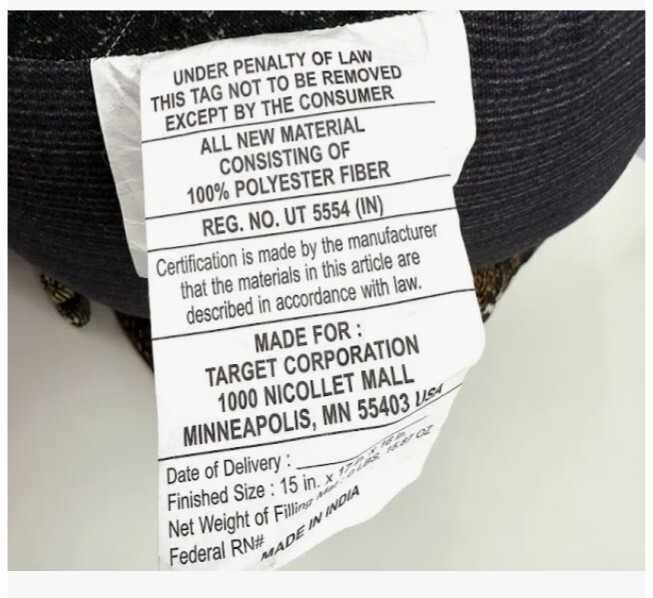 UNDER PENALTY OF LAW
THIS TAG NOT TO BE REMOVED
EXCEPT BY THE CONSUMER
ALL NEW MATERIAL
CONSISTING OF
100% POLYESTER FIBER
REG. NO. UT 5554 (IN)
Certification is made by the manufacturer
that the materials in this article are
described in accordance with law.
MADE FOR :
TARGET CORPORATION
1000 NICOLLET MALL
MINNEAPOLIS, MN 55403 USA
Date of Delivery :
Finished Size : 15 in. x
Net Weight of Filling LBS. OZ
Federal RN#
MADE IN INDIA